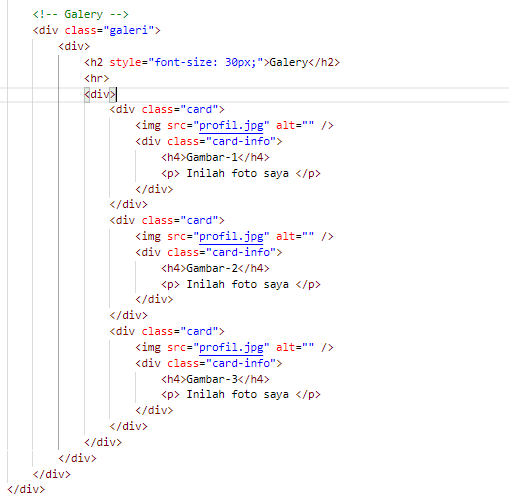 <!-- Galery -->
<div class="galeri">
<div>
<h2 style="font-size: 30px;">Galery</h2>
<hr>
<div>
<div class="card">
<img src="profil.jpg" alt="" />
<div class="card-info">
<h4>Gambar-1</h4>
<p> Inilah foto saya </p>
</div>
</div>
<div class="card">
<img src="profil.jpg" alt="" />
<div class="card-info">
<h4>Gambar-2</h4>
<p> Inilah foto saya </p>
</div>
</div>
<div class="card">
<img src="profil.jpg" alt="" />
<div class="card-info">
<h4>Gambar-3</h4>
<p> Inilah foto saya </p>
</div>
</div>
</div>
</div>
</div>
</div>